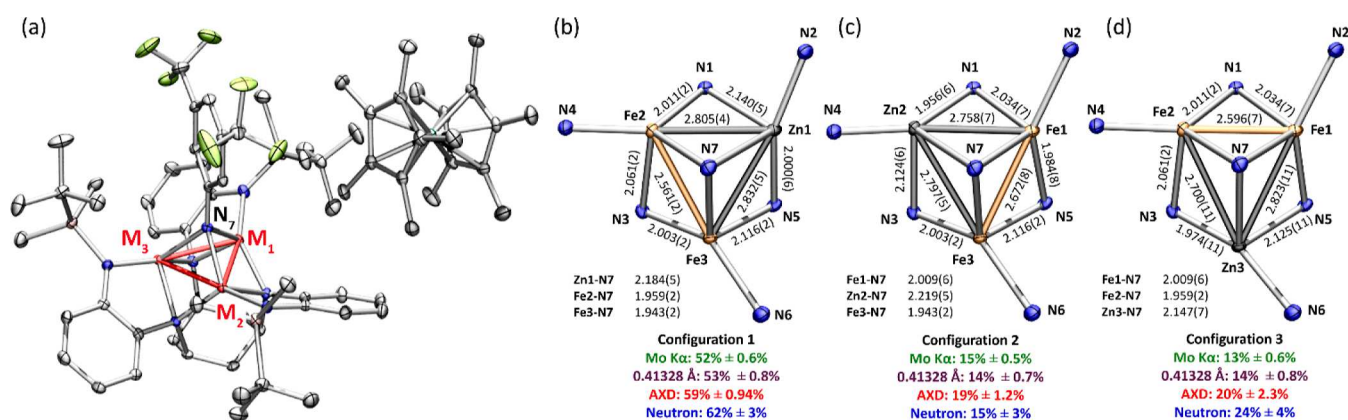 (a)
N7
M3
M1
M2
(b)
N2
N1
2.011(2)
2.140(5)
N4
Fe2
2.805(4)
Zn1
N7
2.061(2)
2.561(2)
2.832(5)
2.000(6)
N3
N5
2.003(2)
2.116(2)
Fe3
Zn1-N7 2.184(5)
Fe2-N7 1.959(2)
Fe3-N7 1.943(2)
N6
Configuration 1
Mo Kα: 52% ± 0.6%
0.41328 Å: 53% ± 0.8%
AXD: 59% ± 0.94%
Neutron: 62% ± 3%
(c)
N2
N1
1.956(6)
2.034(7)
N4
Zn2
2.758(7)
Fe1
N7
2.124(6)
2.797(5)
2.672(8)
1.984(8)
N3
N5
2.003(2)
2.116(2)
Fe3
Fe1-N7 2.009(6)
Zn2-N7 2.219(5)
Fe3-N7 1.943(2)
N6
Configuration 2
Mo Kα: 15% ± 0.5%
0.41328 Å: 14% ± 0.7%
AXD: 19% ± 1.2%
Neutron: 15% ± 3%
(d)
N2
N1
2.011(2)
2.034(7)
N4
Fe2
2.596(7)
Fe1
N7
2.061(2)
2.700(11)
2.823(11)
N3
N5
1.974(11)
2.125(11)
Zn3
Fe1-N7 2.009(6)
Fe2-N7 1.959(2)
Zn3-N7 2.147(7)
N6
Configuration 3
Mo Kα: 13% ± 0.6%
0.41328 Å: 14% ± 0.8%
AXD: 20% ± 2.3%
Neutron: 24% ± 4%